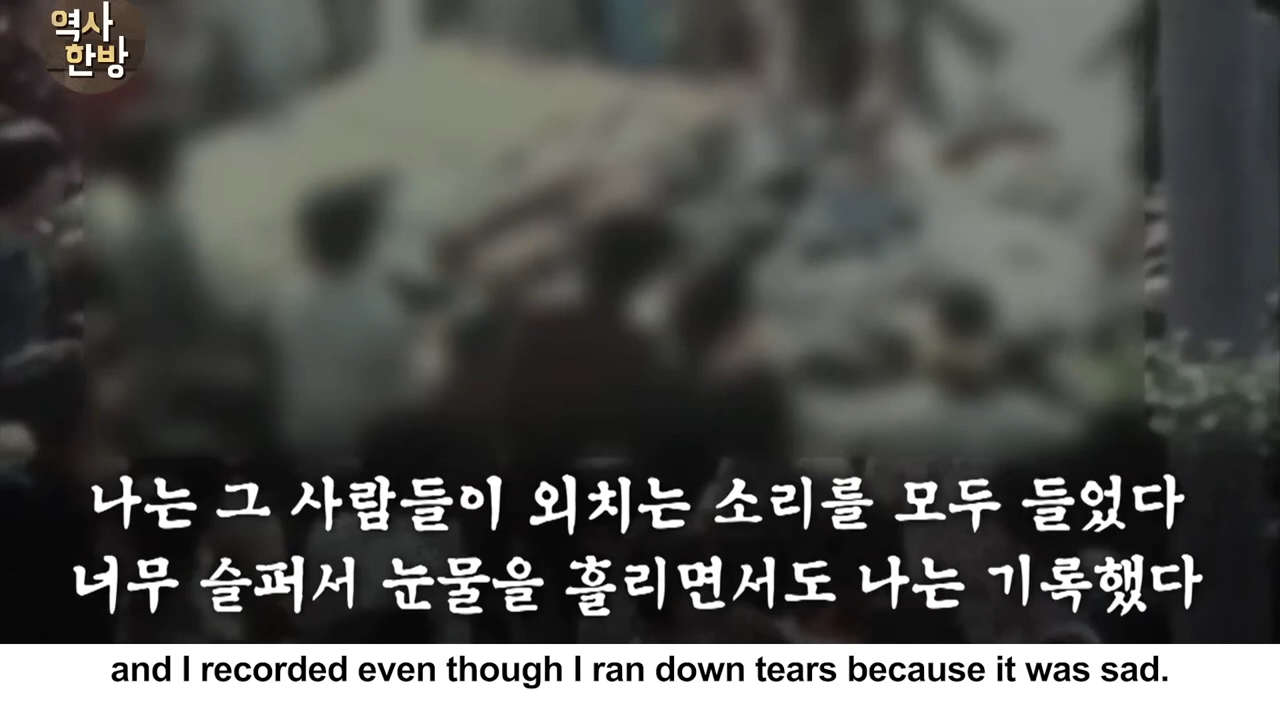 역사
한방
나는 그 사람들이 외치는 소리를 모두 들었다
너무 슬퍼서 눈물을 흘리면서도 나는 기록했다
and I recorded even though I ran down tears because it was sad.